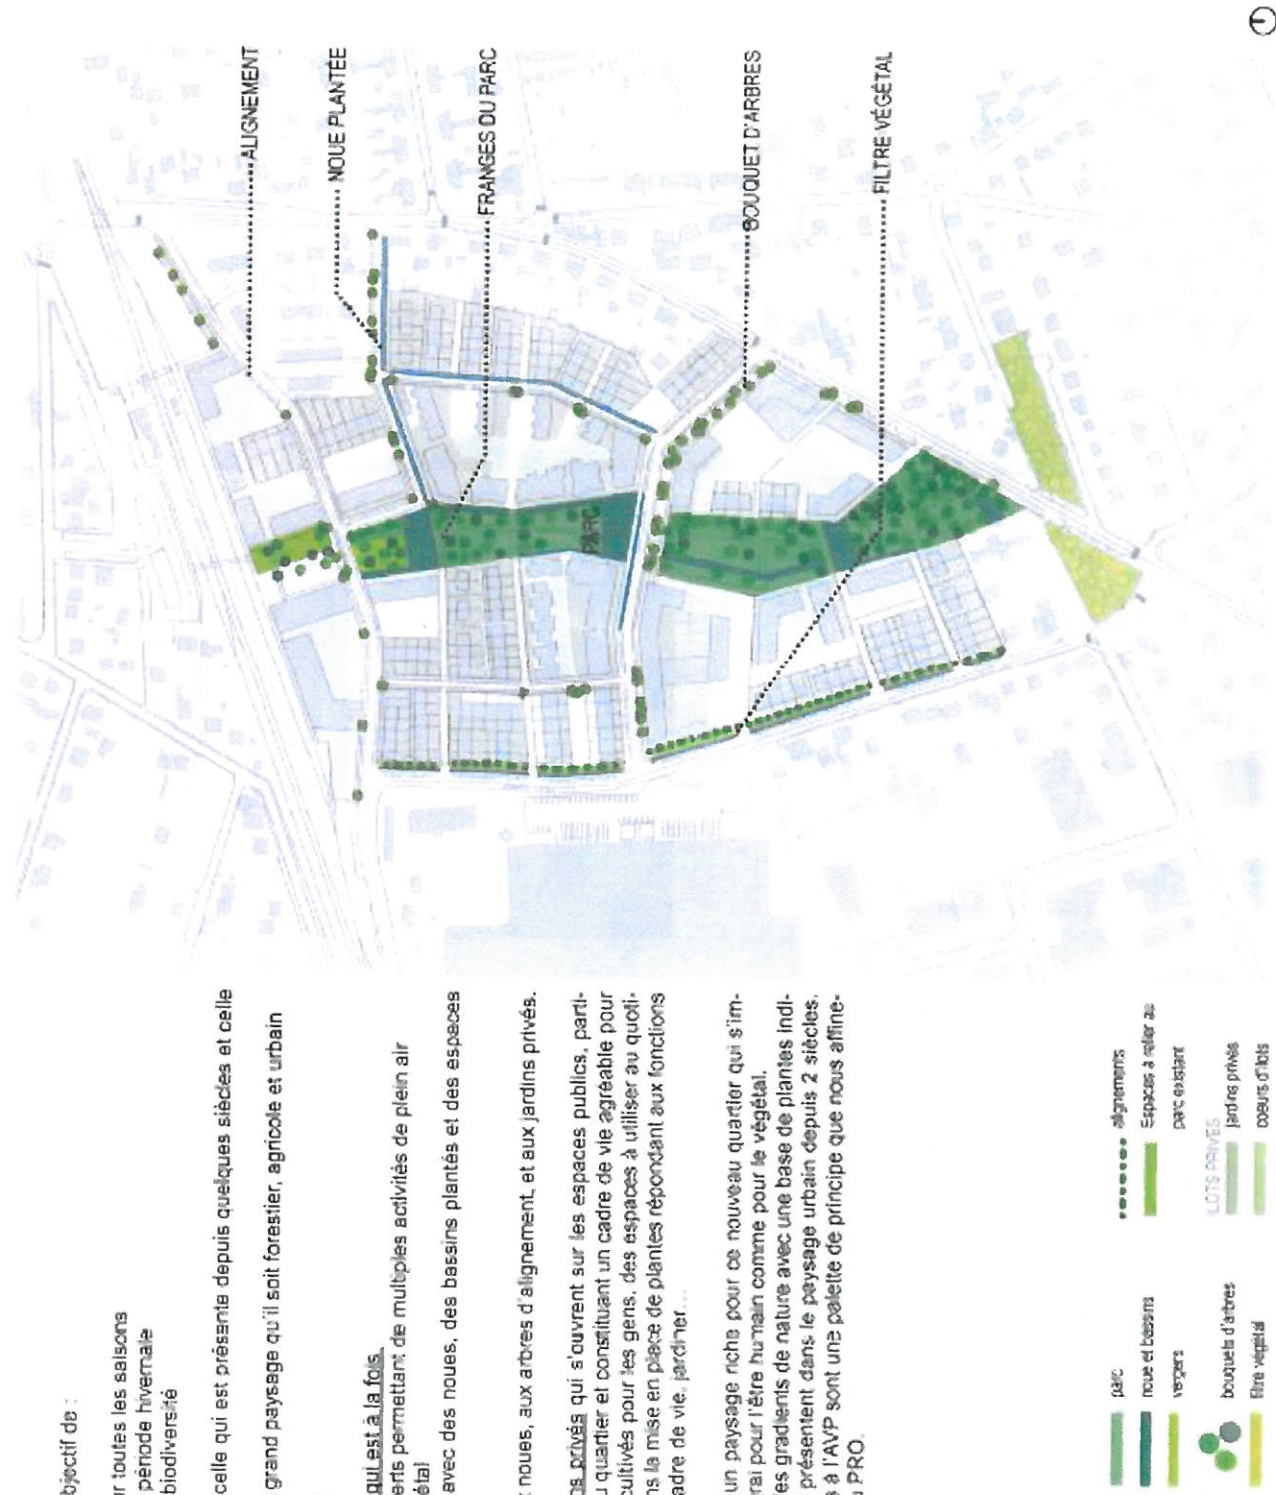 bjectif de :
r toutes les saisons
période hivernale
biodiversité
celle qui est présente depuis quelques siècles et celle
grand paysage qu'il soit forestier, agricole et urbain
qui est à la fois
erts permettant de multiples activités de plein air
étal
avec des noues, des bassins plantés et des espaces
noues, aux arbres d'alignement, et aux jardins privés.
ns privés qui s'ouvrent sur les espaces publics, parti-
u quartier et constituant un cadre de vie agréable pour
cultivés pour les gens, des espaces à utiliser au quoti-
ns la mise en place de plantes répondant aux fonctions
adre de vie, jardiner...
un paysage riche pour ce nouveau quartier qui s'im-
rai pour l'être humain comme pour le végétal.
es gradients de nature avec une base de plantes indi-
présentent dans le paysage urbain depuis 2 siècles.
s à l'AVP sont une palette de principe que nous affine-
u PRO.
ALIGNEMENT
NOUE PLANTÉE
FRANGES DU PARC
PARC
BOUQUET D'ARBRES
FILTRE VÉGÉTAL
parc
noue et bassins
vergers
bouquets d'arbres
filtre végétal
alignements
Espaces à relier au
parc existant
LOTS PRIVÉS
jardins privés
coeurs d'ilots